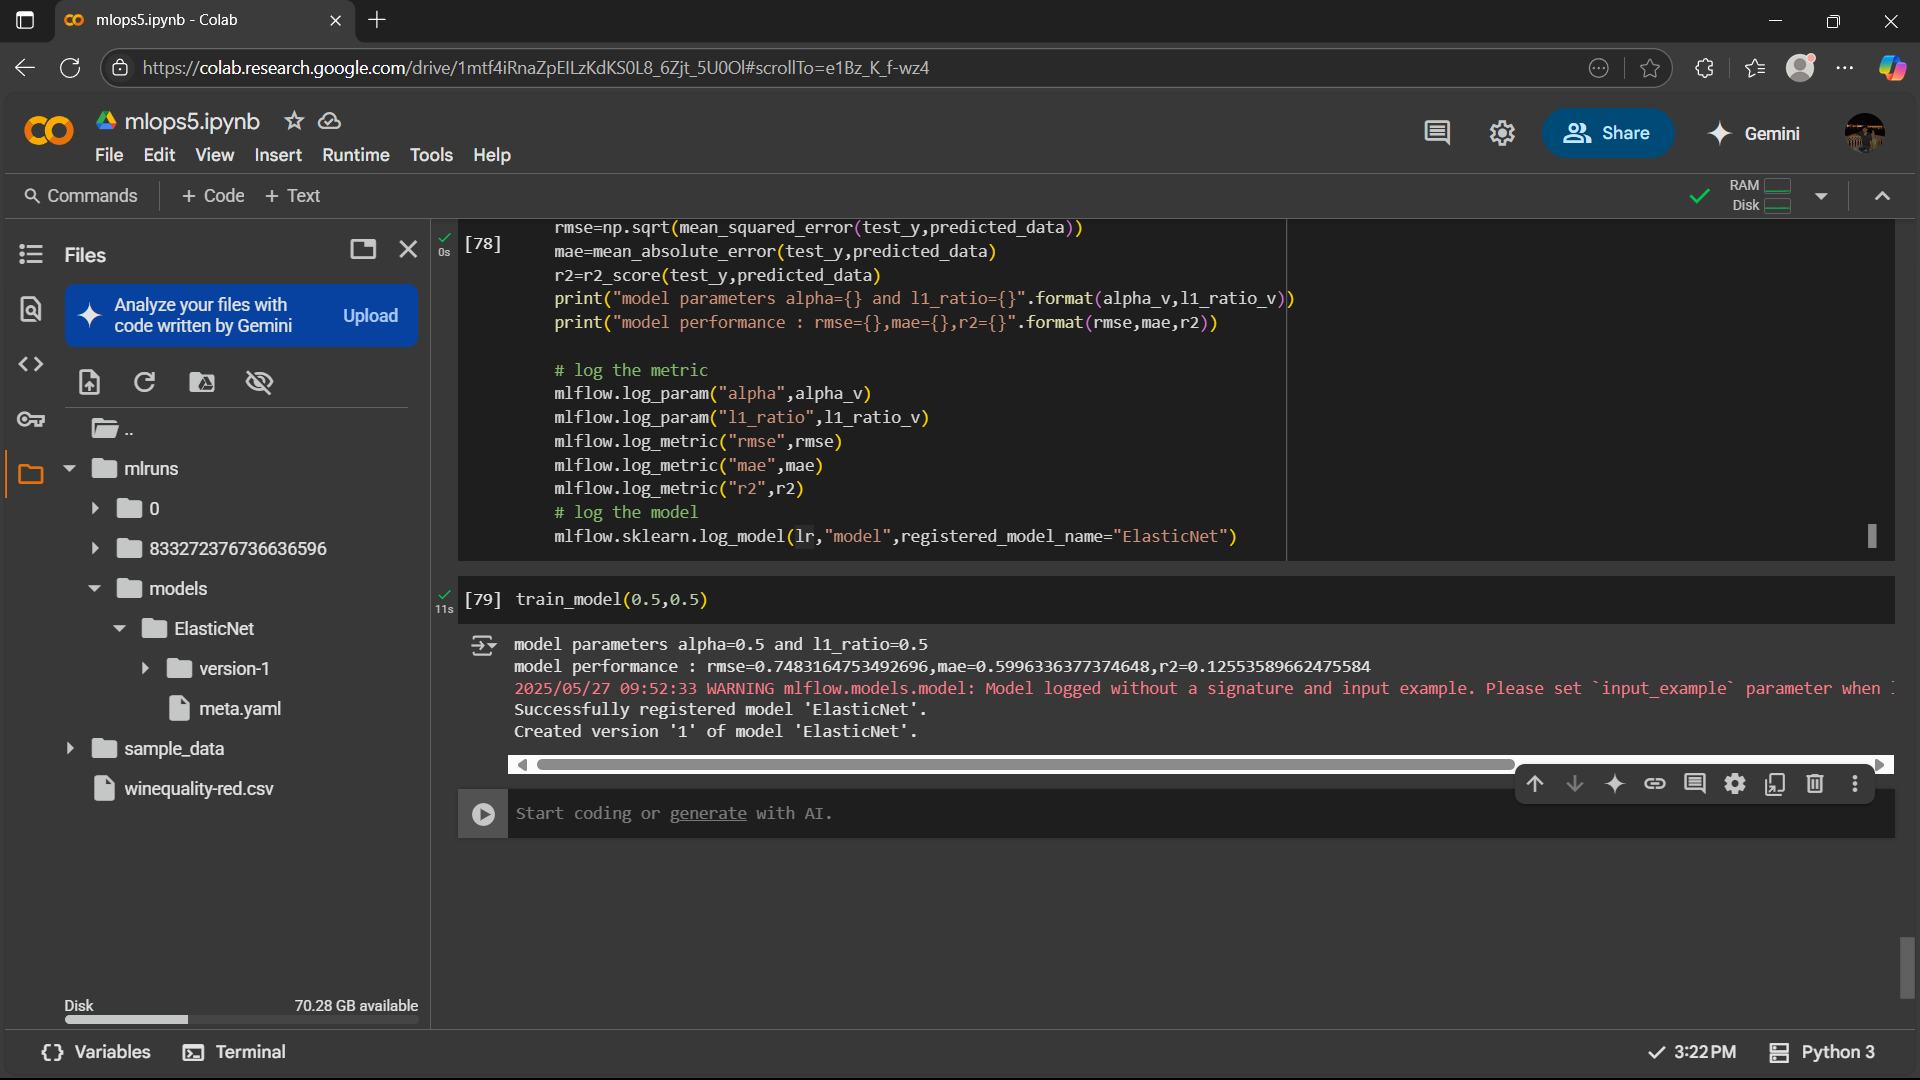 mlops5.ipynb - Colab
https://colab.research.google.com/drive/1mtf4iRnaZpEILzKdKS0L8_6Zjt_5U0Ol#scrollTo=e1Bz_K_f-wz4
mlops5.ipynb
File Edit View Insert Runtime Tools Help
Share
Gemini
Commands
+ Code + Text
RAM
Disk
Files
Analyze your files with
code written by Gemini
Upload
..
mlruns
0
833272376736636596
models
ElasticNet
version-1
meta.yaml
sample_data
winequality-red.csv
Disk
70.28 GB available
0s
[78]
rmse=np.sqrt(mean_squared_error(test_y,predicted_data))
mae=mean_absolute_error(test_y,predicted_data)
r2=r2_score(test_y,predicted_data)
print("model parameters alpha={} and l1_ratio={}".format(alpha_v,l1_ratio_v))
print("model performance : rmse={},mae={},r2={}".format(rmse,mae,r2))
# log the metric
mlflow.log_param("alpha",alpha_v)
mlflow.log_param("l1_ratio",l1_ratio_v)
mlflow.log_metric("rmse",rmse)
mlflow.log_metric("mae",mae)
mlflow.log_metric("r2",r2)
# log the model
mlflow.sklearn.log_model(lr,"model",registered_model_name="ElasticNet")
11s
[79] train_model(0.5,0.5)
model parameters alpha=0.5 and l1_ratio=0.5
model performance : rmse=0.7483164753492696,mae=0.5996336377374648,r2=0.12553589662475584
2025/05/27 09:52:33 WARNING mlflow.models.model: Model logged without a signature and input example. Please set `input_example` parameter when
Successfully registered model 'ElasticNet'.
Created version '1' of model 'ElasticNet'.
Start coding or generate with AI.
Variables
Terminal
3:22 PM
Python 3